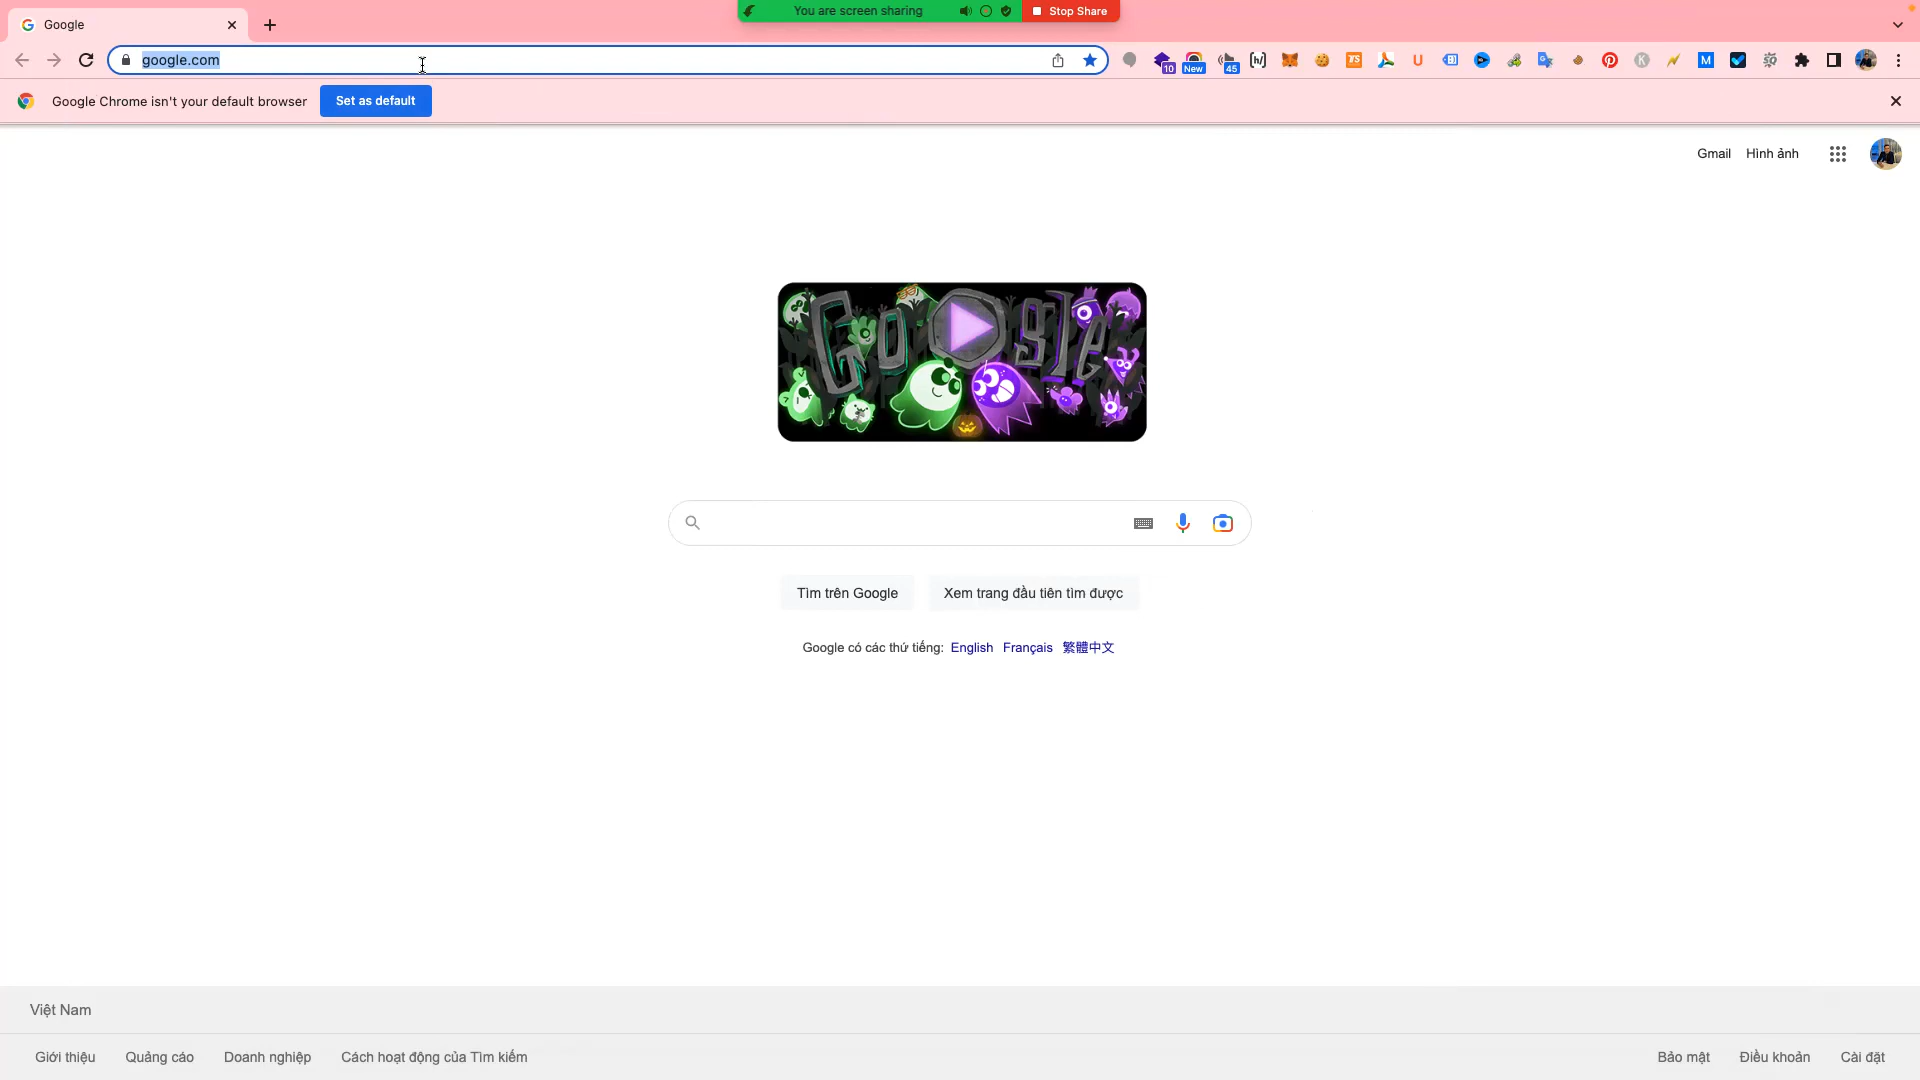 Google
You are screen sharing
Stop Share
google.com
10
New
45
Google Chrome isn't your default browser
Set as default
Gmail Hình ảnh
Google
Tìm trên Google
Xem trang đầu tiên tìm được
Google có các thứ tiếng: English Français 繁體中文
Việt Nam
Giới thiệu Quảng cáo Doanh nghiệp Cách hoạt động của Tìm kiếm
Bảo mật Điều khoản Cài đặt